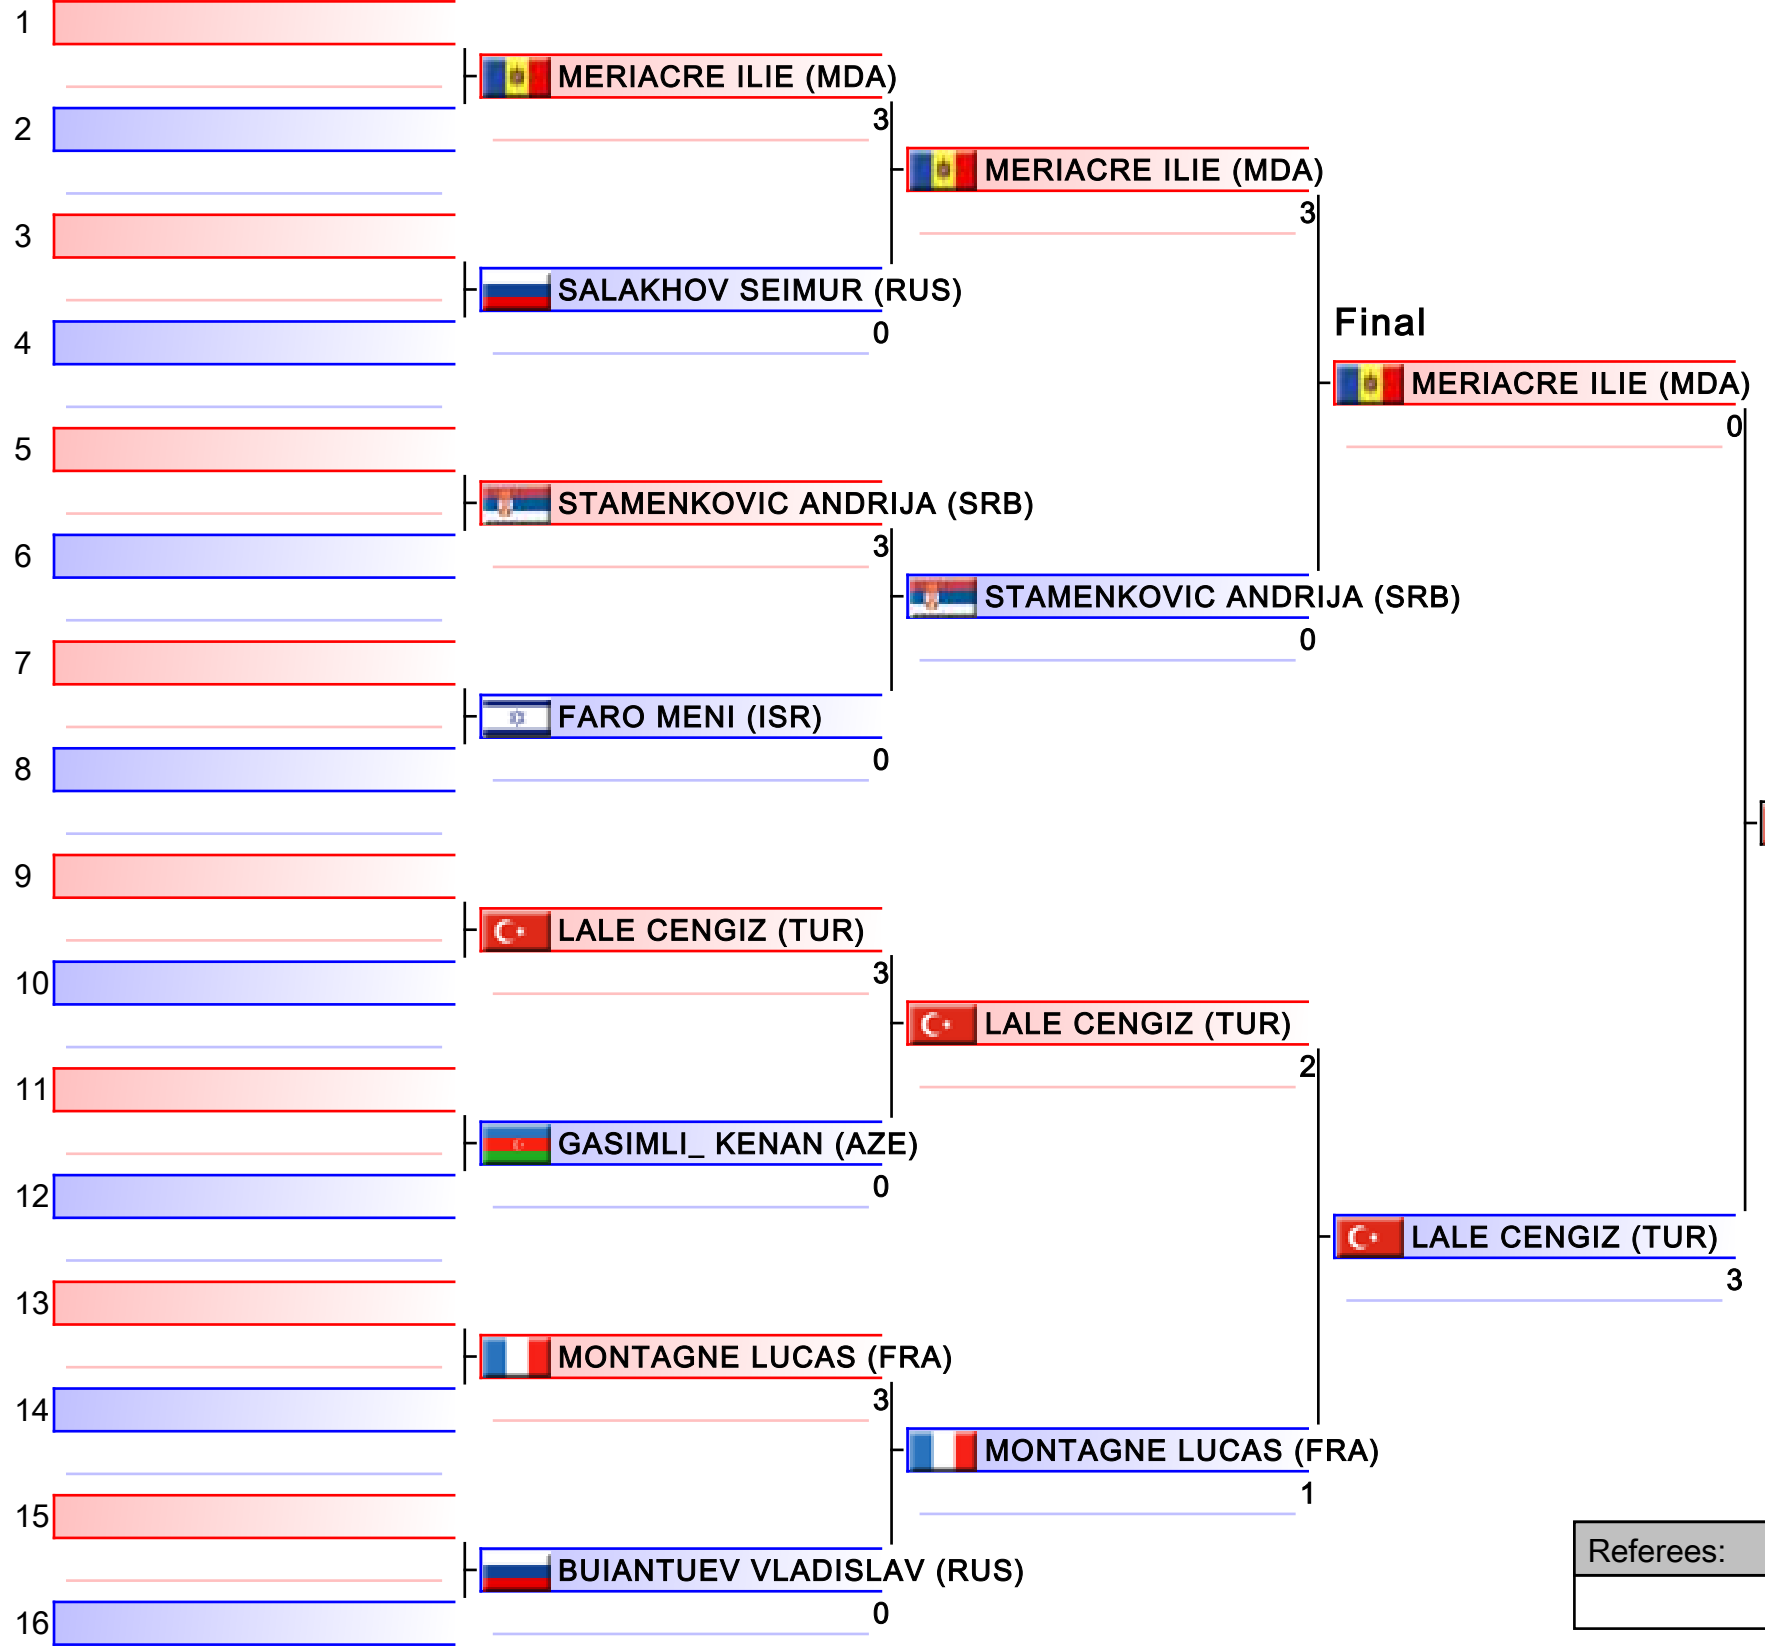 1
MERIACRE ILIE (MDA)
3
2
MERIACRE ILIE (MDA)
3
3
SALAKHOV SEIMUR (RUS)
0
4
Final
MERIACRE ILIE (MDA)
0
5
STAMENKOVIC ANDRIJA (SRB)
3
6
STAMENKOVIC ANDRIJA (SRB)
0
7
FARO MENI (ISR)
0
8
9
LALE CENGIZ (TUR)
3
10
LALE CENGIZ (TUR)
2
11
GASIMLI_ KENAN (AZE)
0
12
LALE CENGIZ (TUR)
3
13
MONTAGNE LUCAS (FRA)
3
14
MONTAGNE LUCAS (FRA)
1
15
Referees:
BUIANTUEV VLADISLAV (RUS)
0
16